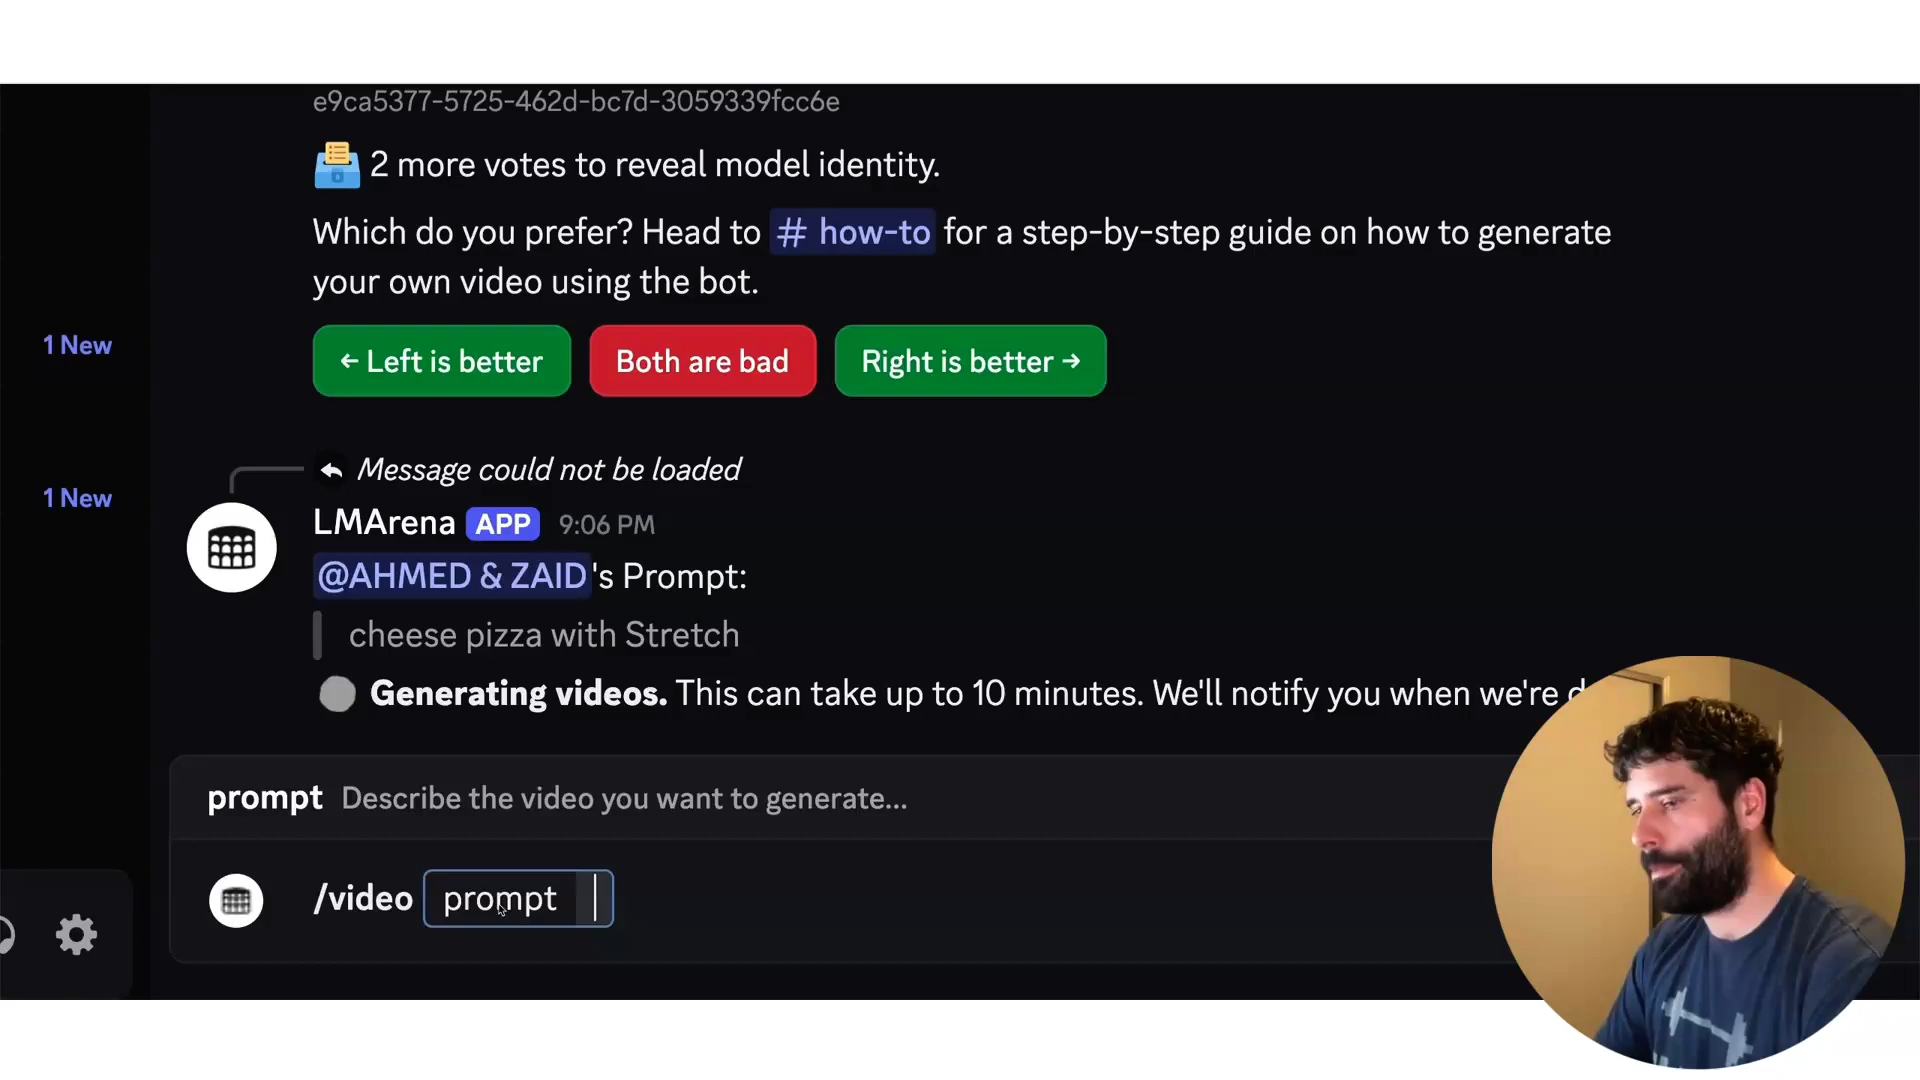 e9ca5377-5725-462d-bc7d-3059339fcc6e
2 more votes to reveal model identity.
Which do you prefer? Head to # how-to for a step-by-step guide on how to generate
your own video using the bot.
1 New
← Left is better Both are bad Right is better →
Message could not be loaded
1 New
LMArena APP 9:06 PM
@AHMED & ZAID's Prompt:
cheese pizza with Stretch
Generating videos. This can take up to 10 minutes. We'll notify you when we're
prompt Describe the video you want to generate...
/video prompt